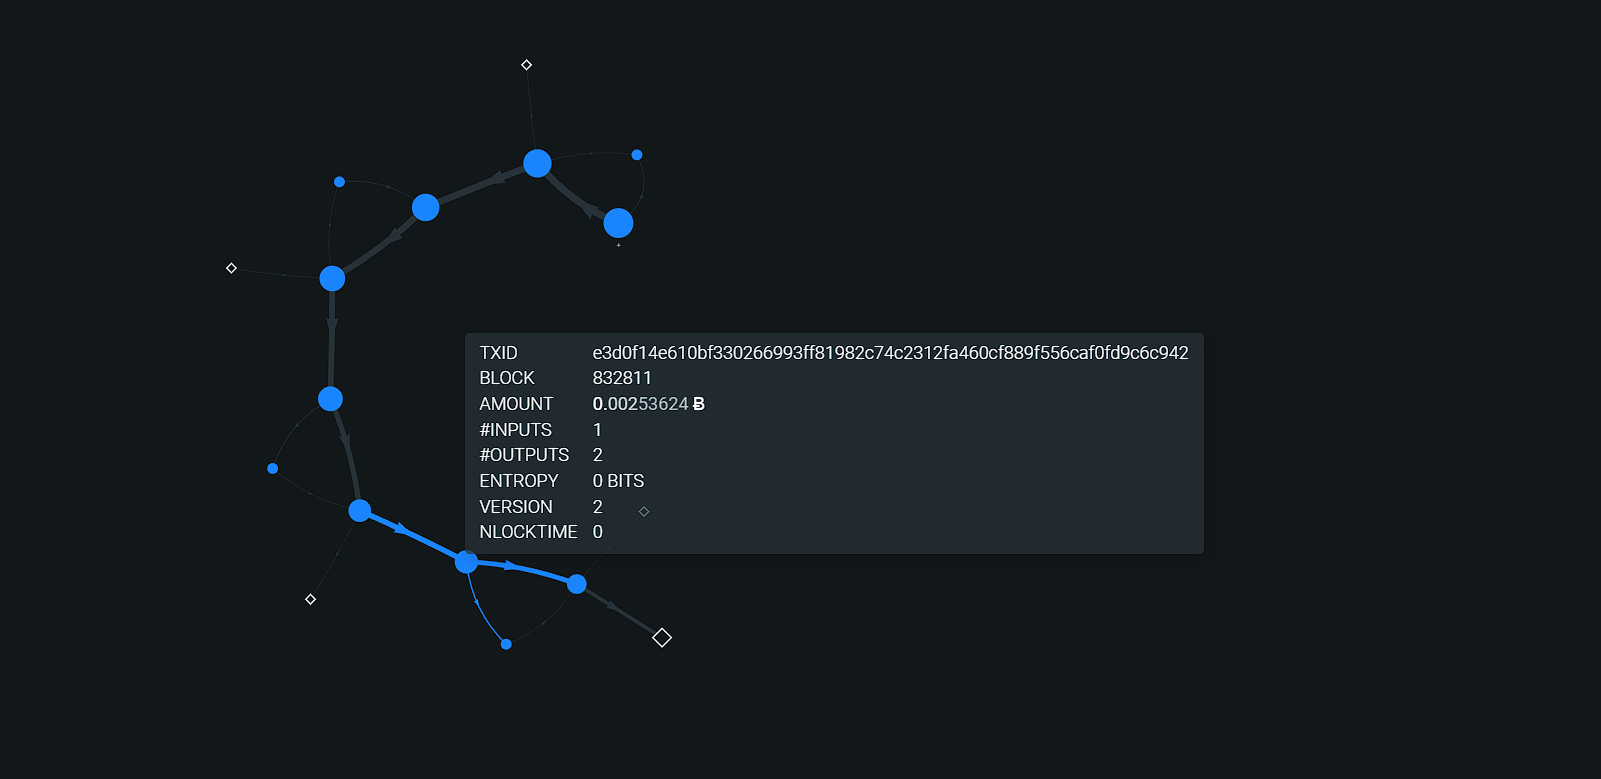 TXID e3d0f14e610bf330266993ff81982c74c2312fa460cf889f556caf0fd9c6c942
BLOCK 832811
AMOUNT 0.00253624 Ƀ
#INPUTS 1
#OUTPUTS 2
ENTROPY 0 BITS
VERSION 2
NLOCKTIME 0